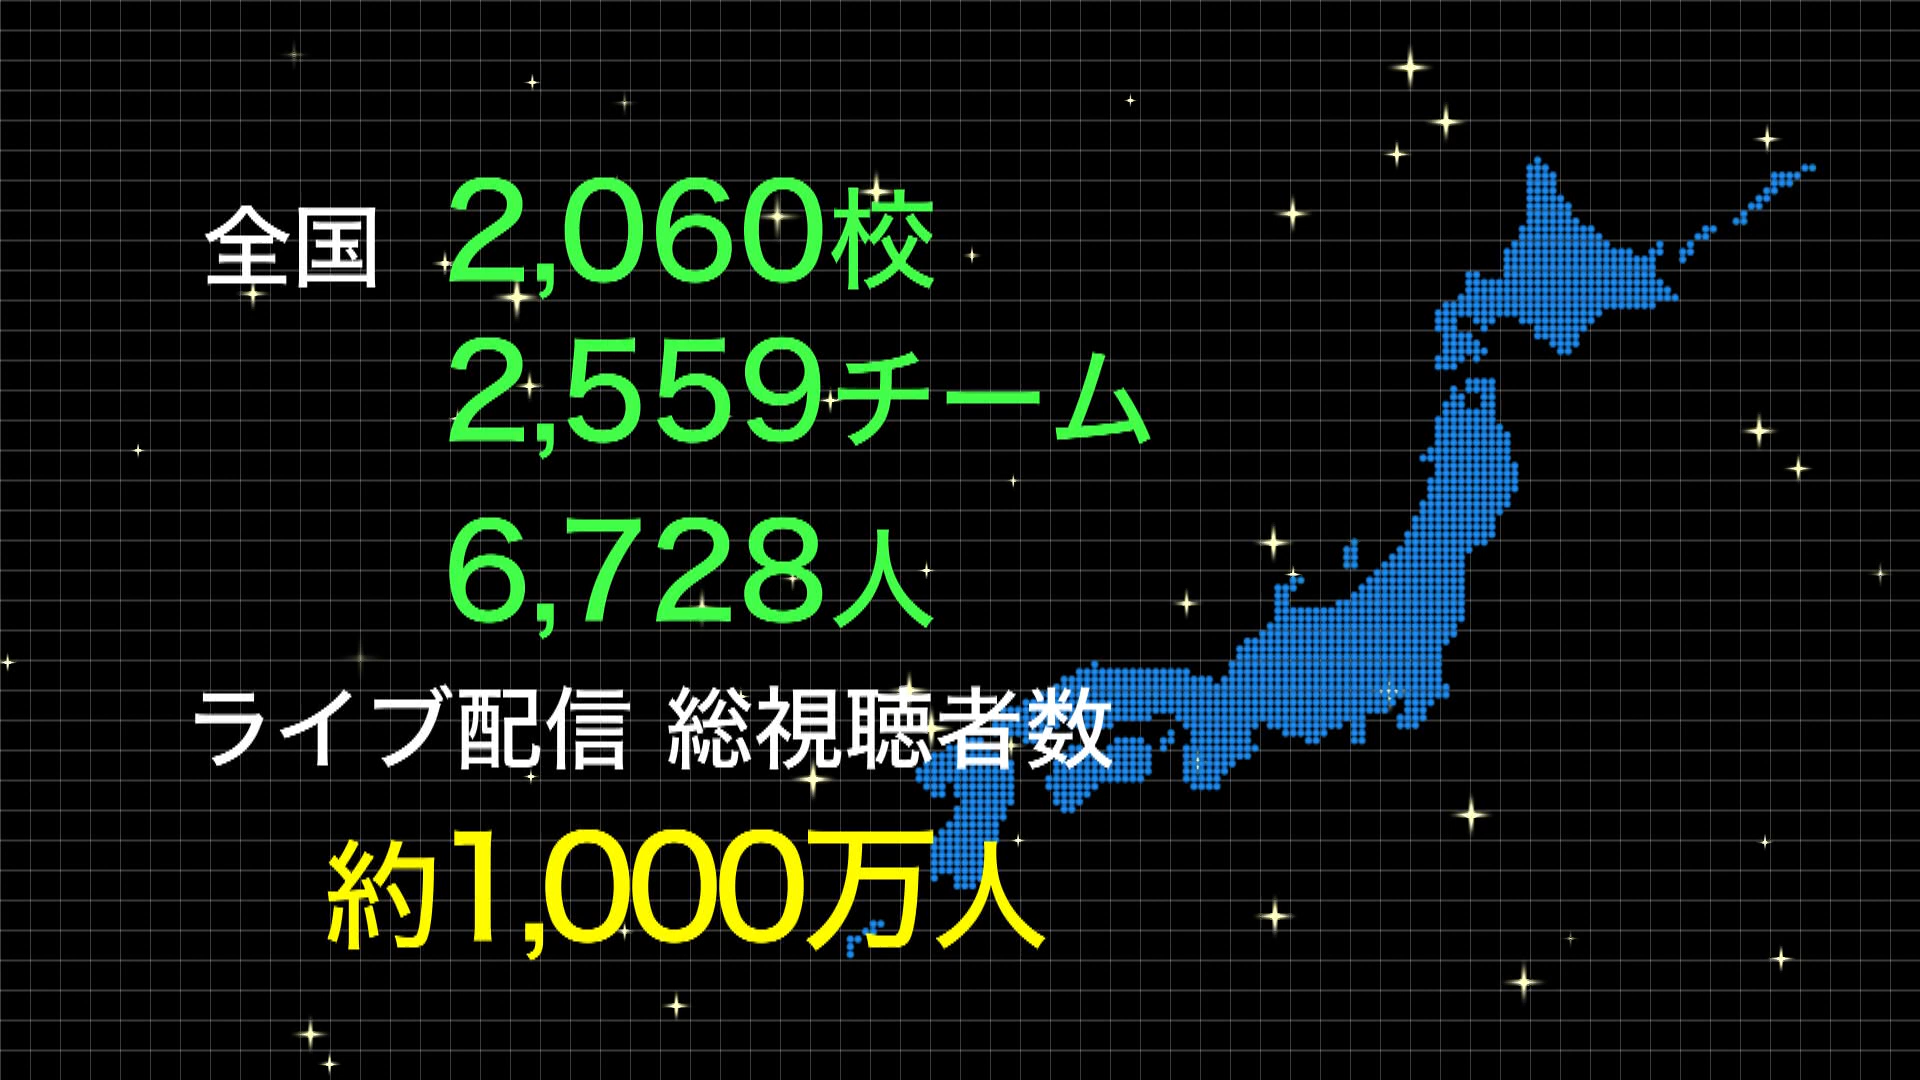 全国 2,060校
2,559チーム
6,728人
ライブ配信 総視聴者数
約1,000万人